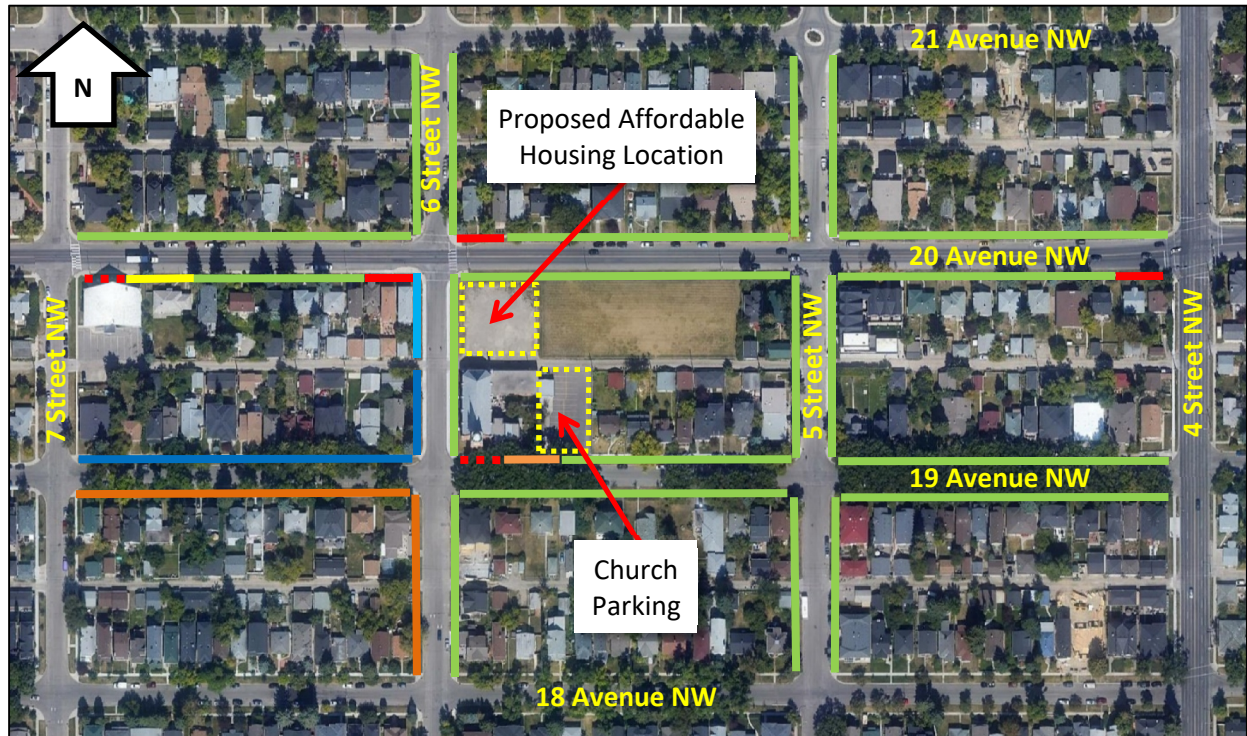 21 Avenue NW
N
6 Street NW
Proposed Affordable
Housing Location
20 Avenue NW
7 Street NW
5 Street NW
4 Street NW
19 Avenue NW
Church
Parking
18 Avenue NW